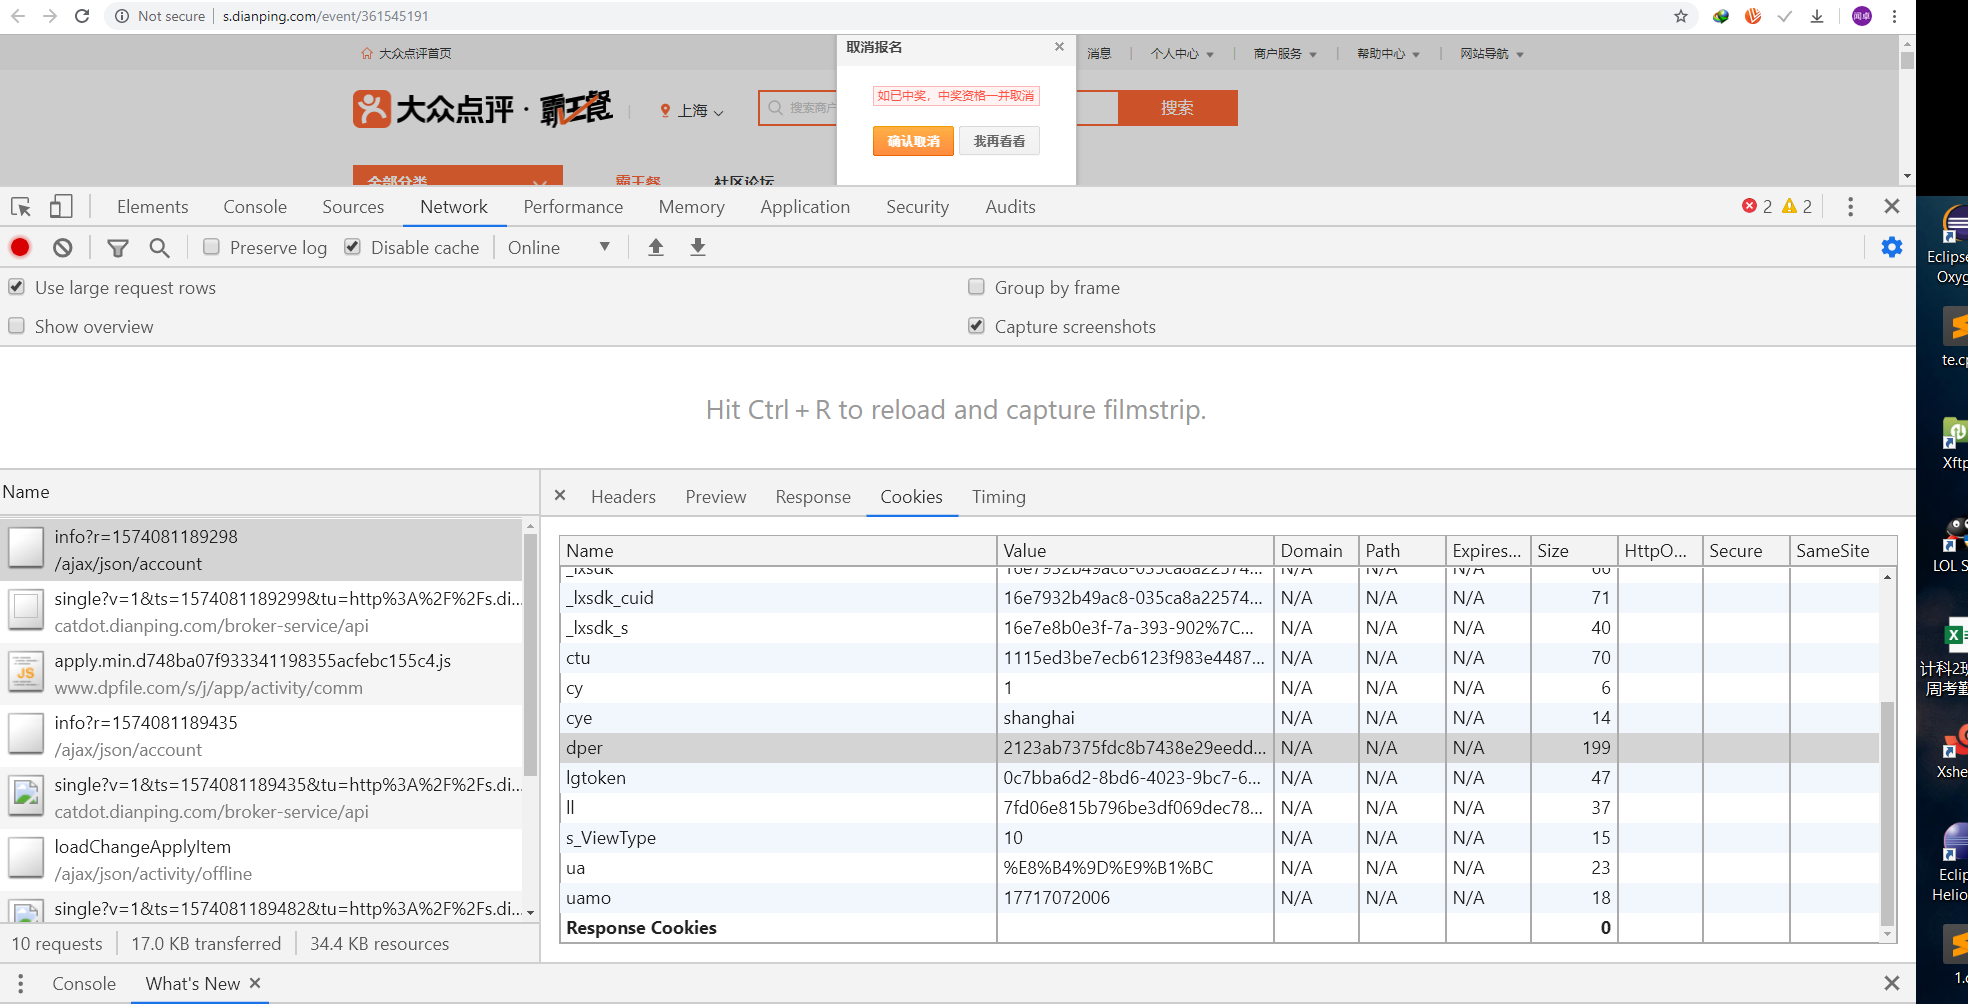 Not secure
s.dianping.com/event/361545191
闻卓
大众点评首页
取消报名
消息
个人中心
商户服务
帮助中心
网站导航
大众点评·霸王餐
上海
搜索商户
搜索
如已中奖，中奖资格一并取消
确认取消
我再看看
全部分类
霸王餐
社区论坛
Elements
Console
Sources
Network
Performance
Memory
Application
Security
Audits
2
2
Preserve log
Disable cache
Online
Use large request rows
Group by frame
Show overview
Capture screenshots
Hit Ctrl + R to reload and capture filmstrip.
Name
info?r=1574081189298
/ajax/json/account
single?v=1&ts=1574081189299&tu=http%3A%2F%2Fs.di...
catdot.dianping.com/broker-service/api
JS
apply.min.d748ba07f933341198355acfebc155c4.js
www.dpfile.com/s/j/app/activity/comm
info?r=1574081189435
/ajax/json/account
single?v=1&ts=1574081189435&tu=http%3A%2F%2Fs.di...
catdot.dianping.com/broker-service/api
loadChangeApplyItem
/ajax/json/activity/offline
single?v=1&ts=1574081189482&tu=http%3A%2F%2Fs.di...
10 requests
17.0 KB transferred
34.4 KB resources
Headers
Preview
Response
Cookies
Timing
Name Value Domain Path Expires... Size HttpO... Secure SameSite
_lxsdk 16e7932b49ac8-035ca8a22574... N/A N/A N/A 66
_lxsdk_cuid 16e7932b49ac8-035ca8a22574... N/A N/A N/A 71
_lxsdk_s 16e7e8b0e3f-7a-393-902%7C... N/A N/A N/A 40
ctu 1115ed3be7ecb6123f983e4487... N/A N/A N/A 70
cy 1 N/A N/A N/A 6
cye shanghai N/A N/A N/A 14
dper 2123ab7375fdc8b7438e29eedd... N/A N/A N/A 199
lgtoken 0c7bba6d2-8bd6-4023-9bc7-6... N/A N/A N/A 47
ll 7fd06e815b796be3df069dec78... N/A N/A N/A 37
s_ViewType 10 N/A N/A N/A 15
ua %E8%B4%9D%E9%B1%BC N/A N/A N/A 23
uamo 17717072006 N/A N/A N/A 18
Response Cookies 0
Console
What's New
Eclips
Oxyg
te.cp
Xftp
LOL S
计科2班
周考勤
Xshe
Eclip
Helio
1.c